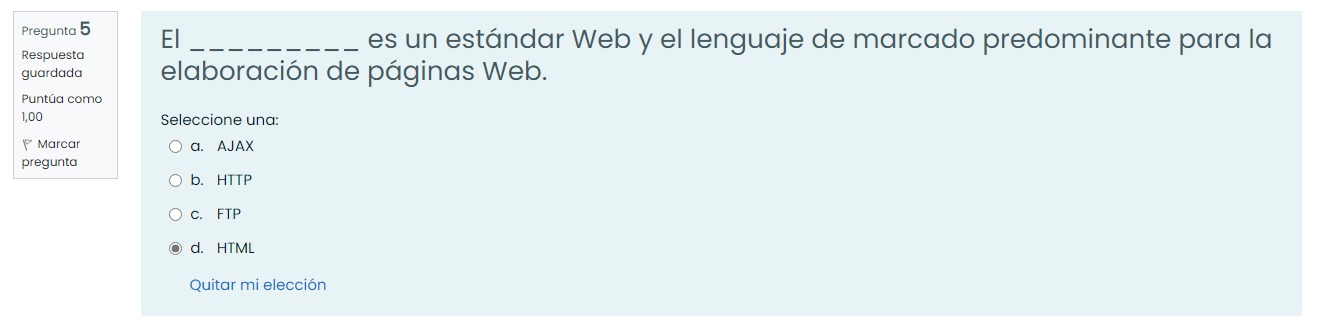 Pregunta 5
Respuesta
guardada
Puntúa como
1,00
Marcar
pregunta
El _________ es un estándar Web y el lenguaje de marcado predominante para la
elaboración de páginas Web.
Seleccione una:
a. AJAX
b. HTTP
c. FTP
d. HTML
Quitar mi elección